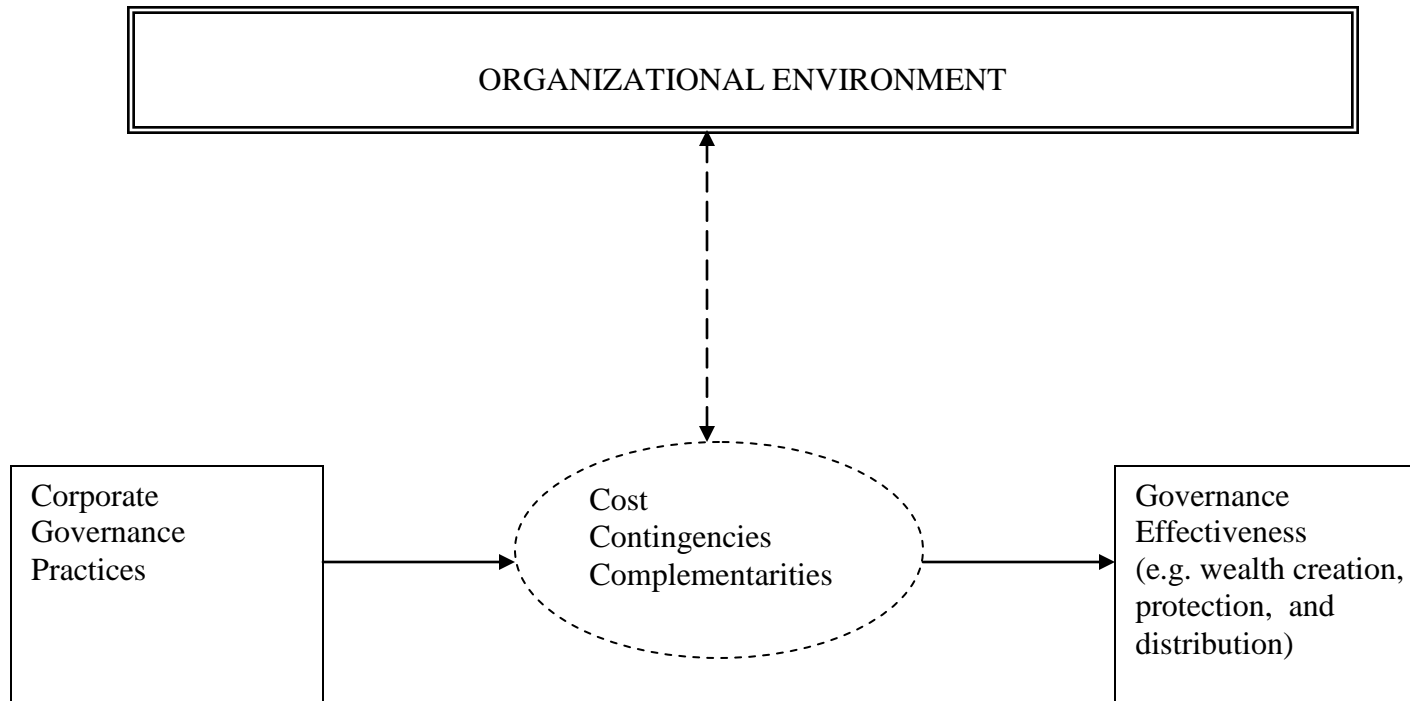 ORGANIZATIONAL ENVIRONMENT
Corporate
Governance
Practices
Cost
Contingencies
Complementarities
Governance
Effectiveness
(e.g. wealth creation,
protection, and
distribution)